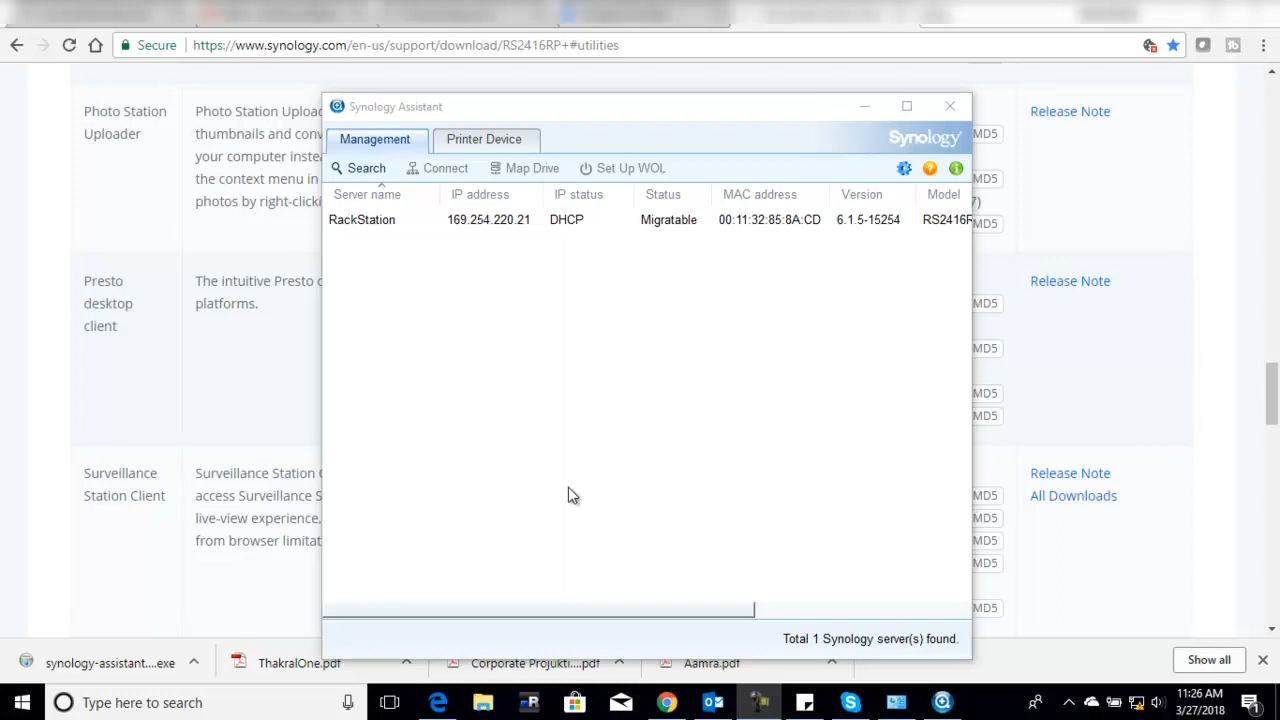 Secure
https://www.synology.com/en-us/support/download/RS2416RP+#utilities
Photo Station
Uploader
Photo Station Uploa
thumbnails and conv
your computer inste
the context menu in
photos by right-clicki
MD5
MD5
7)
MD5
Release Note
Presto
desktop
client
The intuitive Presto
platforms.
MD5
MD5
MD5
MD5
Release Note
Surveillance
Station Client
Surveillance Station
access Surveillance S
live-view experience,
from browser limitat
MD5
MD5
MD5
MD5
MD5
Release Note
All Downloads
Synology Assistant
Management
Printer Device
Synology
Search
Connect
Map Drive
Set Up WOL
Server name IP address IP status Status MAC address Version Model
RackStation 169.254.220.21 DHCP Migratable 00:11:32:85:8A:CD 6.1.5-15254 RS2416R
Total 1 Synology server(s) found.
synology-assistant....exe
ThakralOne.pdf
Corporate Projukti....pdf
Aamra.pdf
Show all
Type here to search
11:26 AM
3/27/2018